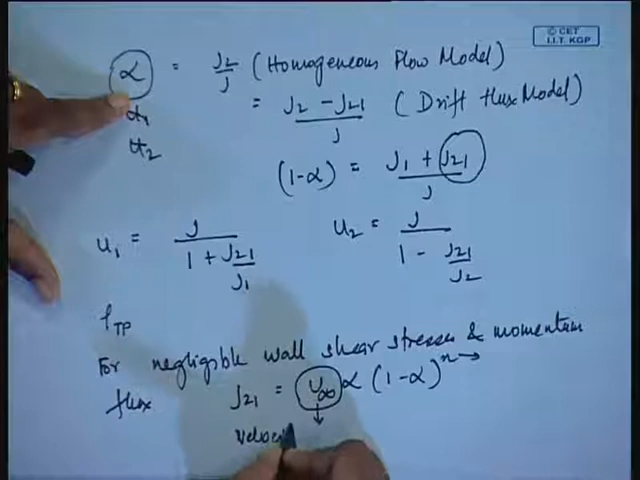 © CET
I.I.T. KGP
α = j2/j (Homogeneous Flow Model)
= j2 - j21 / j (Drift flux Model)
u1
u2
(1-α) = j1 + j21 / j
u1 = j / 1 + j21/j1
u2 = j / 1 - j21/j2
ρTP
For negligible wall shear stresses & momentum
flux j21 = u∞ α (1-α)^n →
veloci